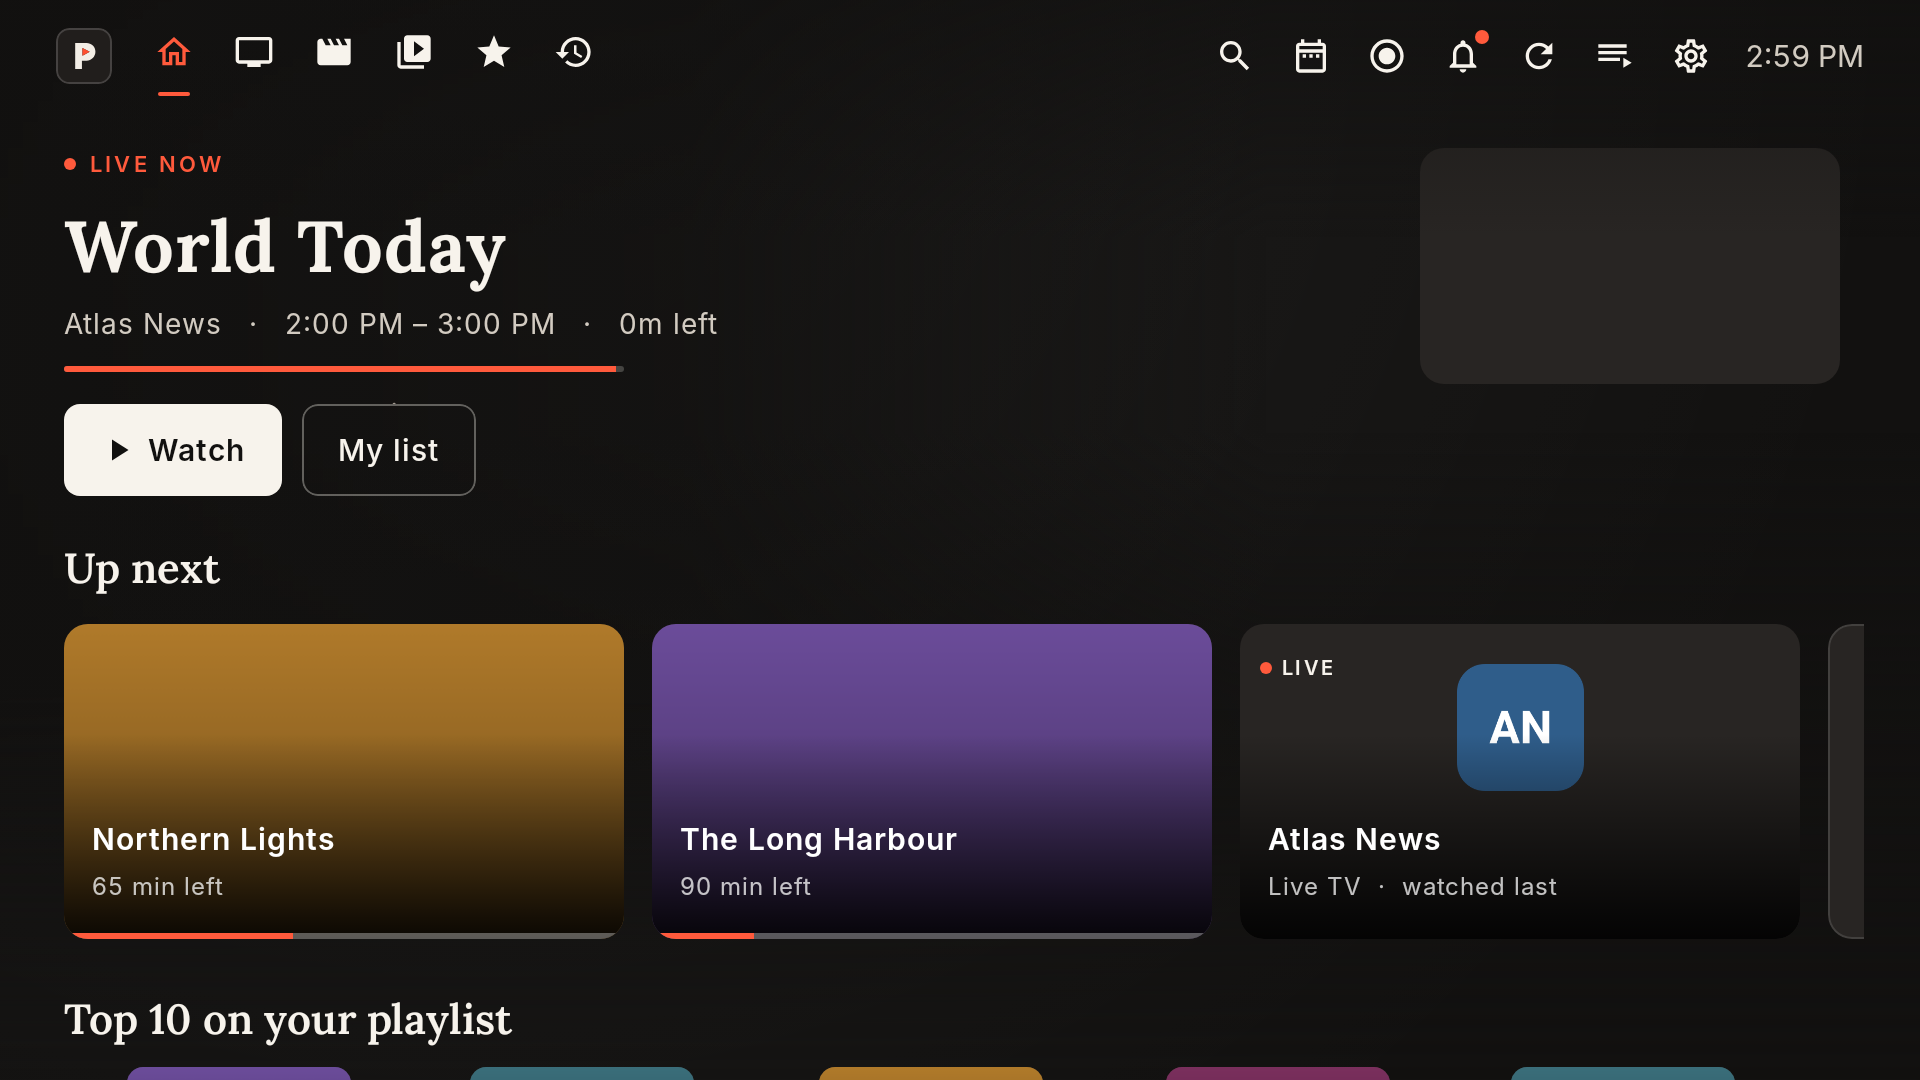 P
2:59 PM
LIVE NOW
World Today
Atlas News · 2:00 PM – 3:00 PM · 0m left
Watch
My list
Up next
LIVE
AN
Northern Lights
65 min left
The Long Harbour
90 min left
Atlas News
Live TV · watched last
Top 10 on your playlist